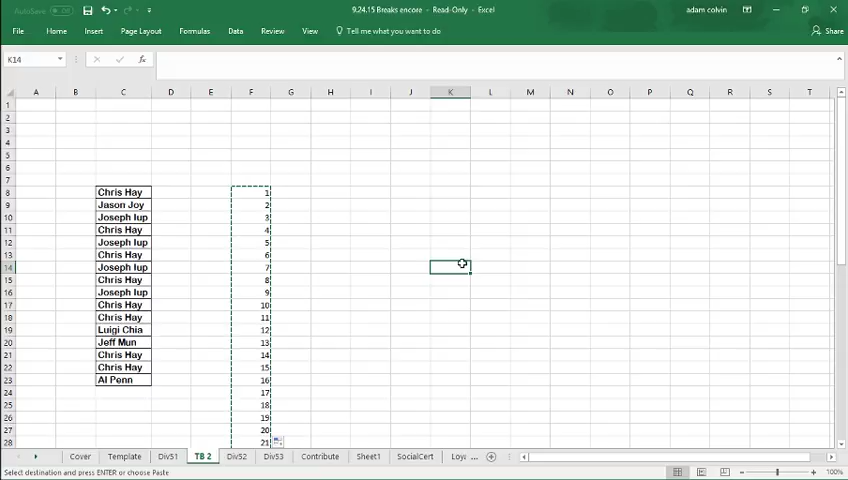 AutoSave Off 9.24.15 Breaks encore - Read-Only - Excel adam colvin
File Home Insert Page Layout Formulas Data Review View Tell me what you want to do Share
K14 fx
A B C D E F G H I J K L M N O P Q R S T
1
2
3
4
5
6
7
8 Chris Hay 1
9 Jason Joy 2
10 Joseph Iup 3
11 Chris Hay 4
12 Joseph Iup 5
13 Chris Hay 6
14 Joseph Iup 7
15 Chris Hay 8
16 Joseph Iup 9
17 Chris Hay 10
18 Chris Hay 11
19 Luigi Chia 12
20 Jeff Mun 13
21 Chris Hay 14
22 Chris Hay 15
23 Al Penn 16
24 17
25 18
26 19
27 20
28 21
Cover Template Div51 TB 2 Div52 Div53 Contribute Sheet1 SocialCert Loya ...
Select destination and press ENTER or choose Paste 100%